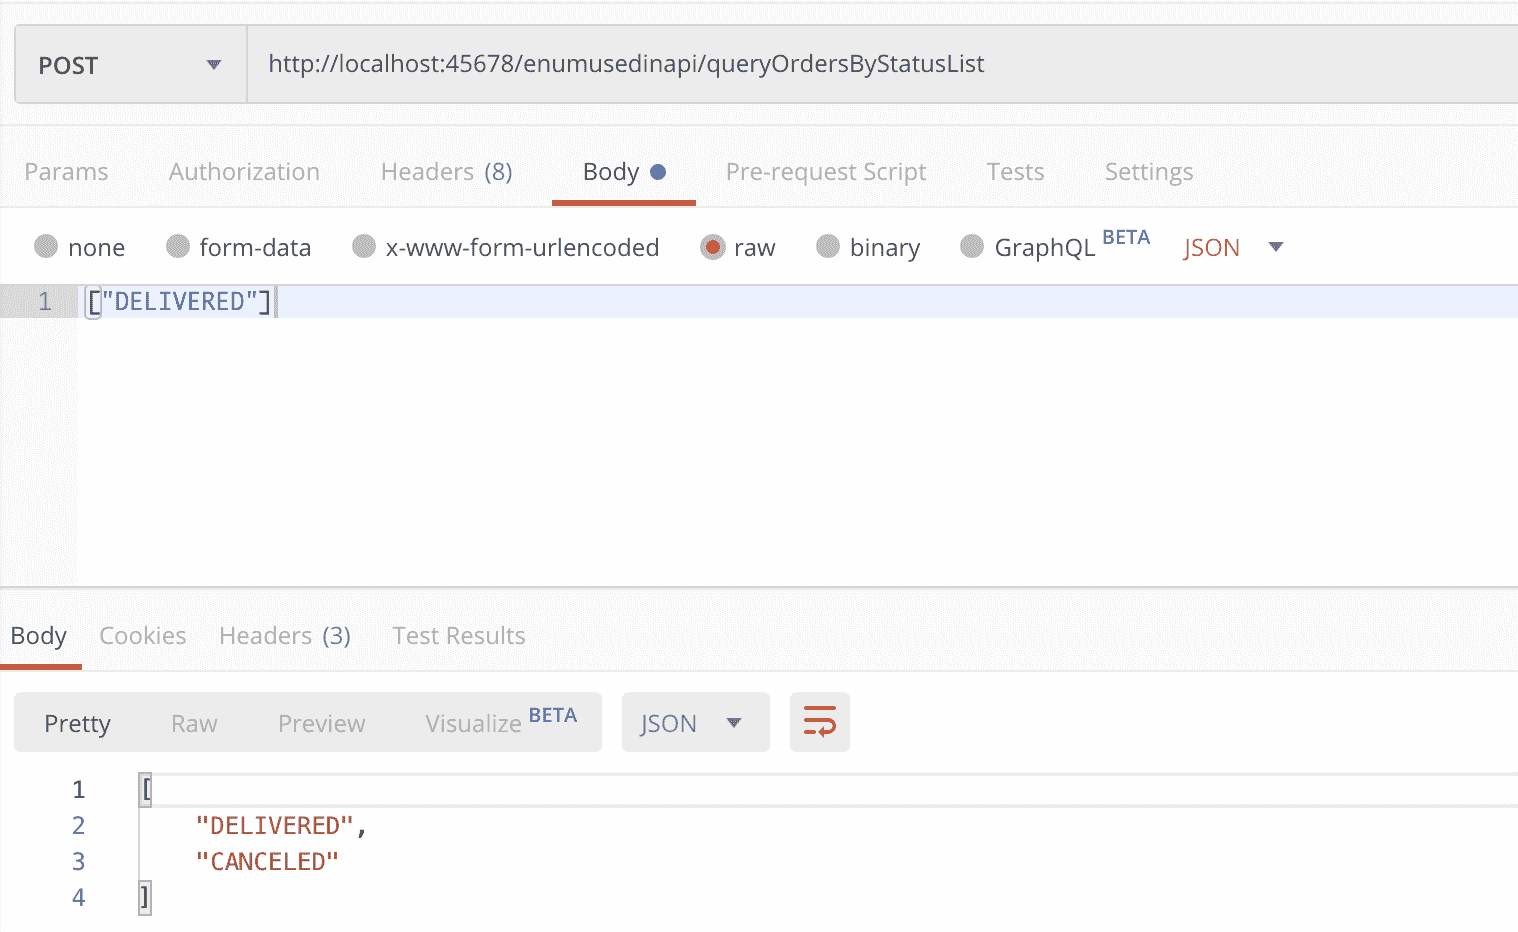 POST http://localhost:45678/enumusedinapi/queryOrdersByStatusList
Params Authorization Headers (8) Body Pre-request Script Tests Settings
none form-data x-www-form-urlencoded raw binary GraphQL BETA JSON
1 ["DELIVERED"]
Body Cookies Headers (3) Test Results
Pretty Raw Preview Visualize BETA JSON
1 [
2 "DELIVERED",
3 "CANCELED"
4 ]